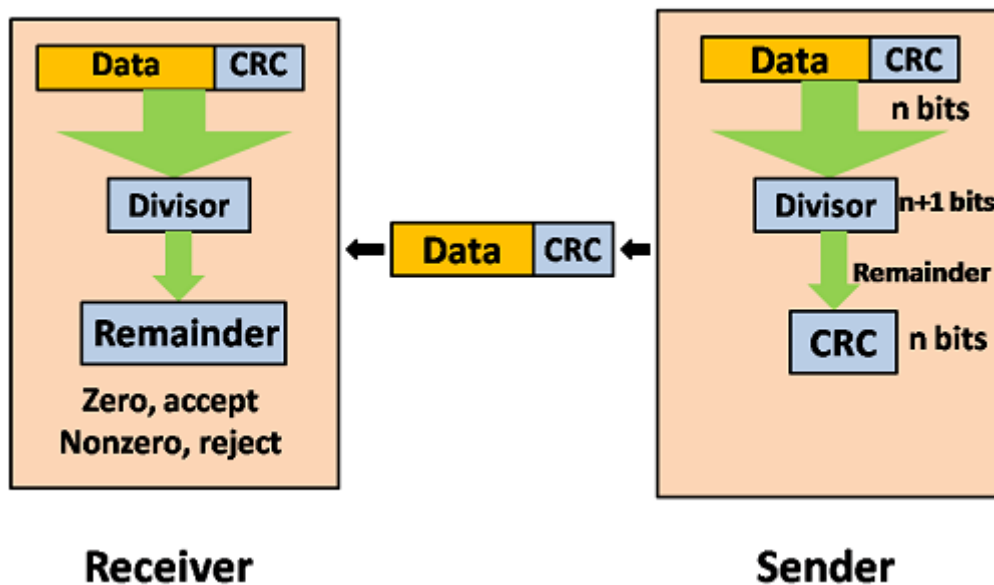 Data CRC
Divisor
Remainder
Zero, accept
Nonzero, reject
Receiver
Data CRC
Data CRC
n bits
Divisor n+1 bits
Remainder
CRC n bits
Sender